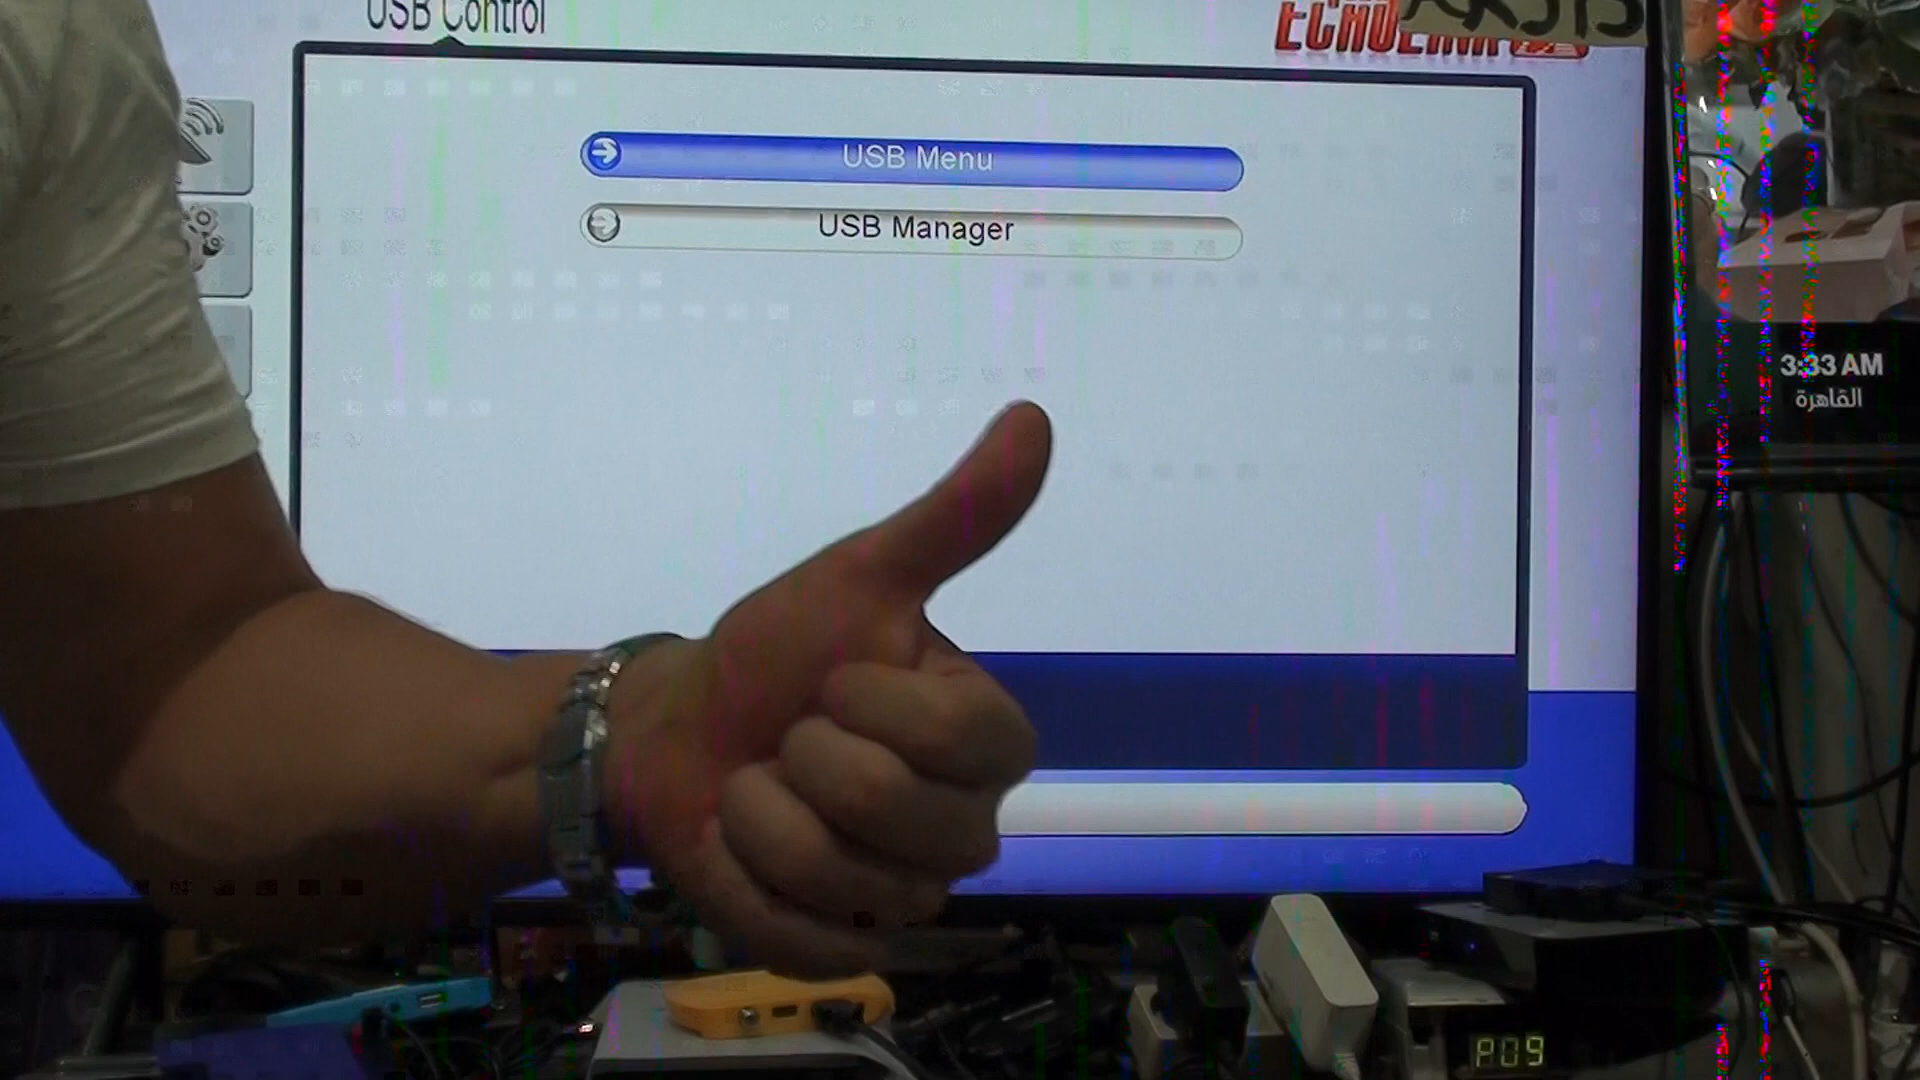 USB Control
USB Menu
USB Manager
3:33 AM
القاهرة
P09